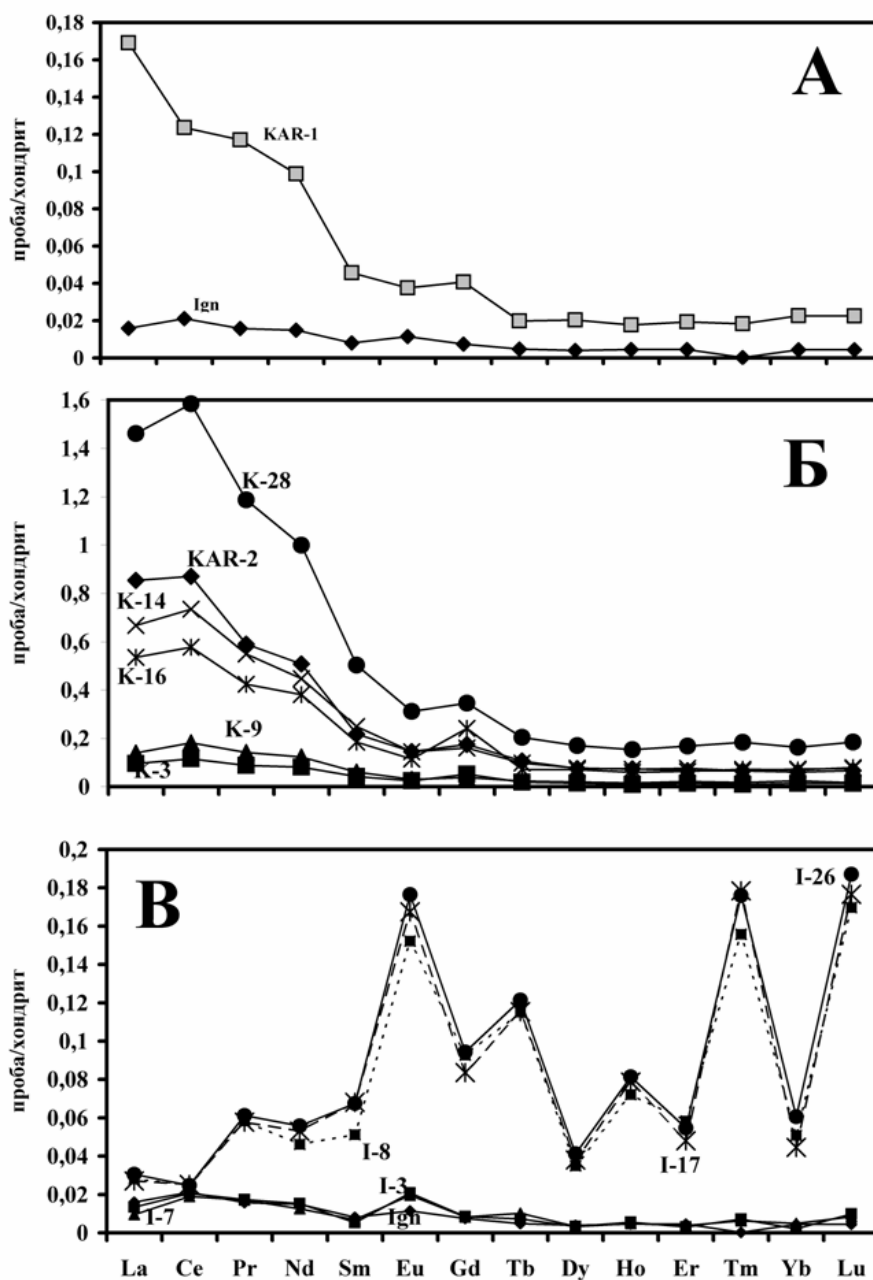 0,18
0,16
0,14
0,12
0,1
0,08
0,06
0,04
0,02
0
проба/хондрит
А
KAR-1
Ign
1,6
1,4
1,2
1
0,8
0,6
0,4
0,2
0
проба/хондрит
Б
K-28
KAR-2
K-14
K-16
K-9
K-3
0,2
0,18
0,16
0,14
0,12
0,1
0,08
0,06
0,04
0,02
0
проба/хондрит
В
I-26
I-8
I-17
I-3
I-7
Ign
La Ce Pr Nd Sm Eu Gd Tb Dy Ho Er Tm Yb Lu